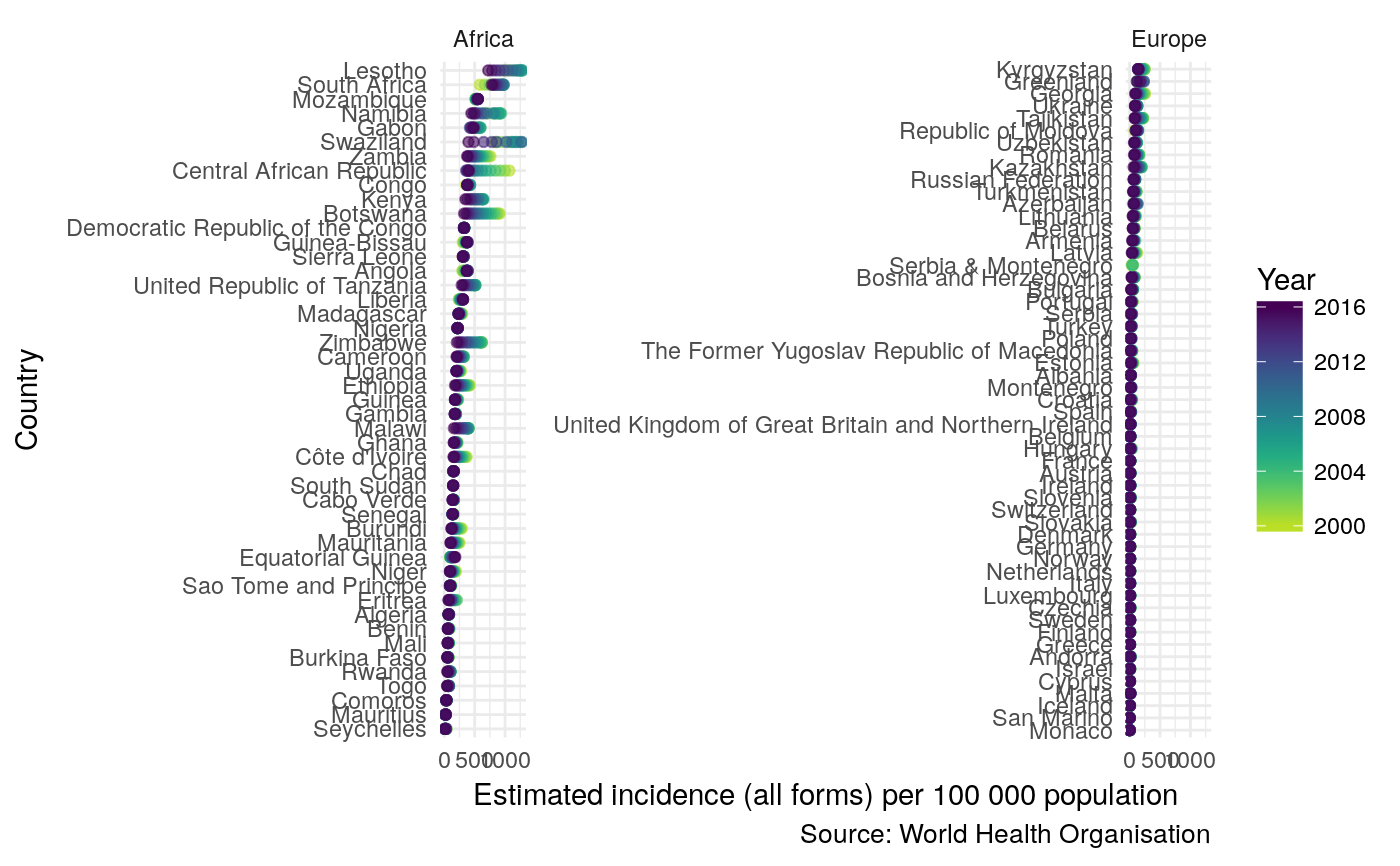 Africa
Europe
Country
Lesotho
South Africa
Mozambique
Namibia
Gabon
Swaziland
Zambia
Central African Republic
Congo
Kenya
Botswana
Democratic Republic of the Congo
Guinea-Bissau
Sierra Leone
Angola
United Republic of Tanzania
Liberia
Madagascar
Nigeria
Zimbabwe
Cameroon
Uganda
Ethiopia
Guinea
Gambia
Malawi
Ghana
Côte d'Ivoire
Chad
South Sudan
Cabo Verde
Senegal
Burundi
Mauritania
Equatorial Guinea
Niger
Sao Tome and Principe
Eritrea
Algeria
Benin
Mali
Burkina Faso
Rwanda
Togo
Comoros
Mauritius
Seychelles
0 500 1000
Kyrgyzstan
Greenland
Georgia
Ukraine
Tajikistan
Republic of Moldova
Uzbekistan
Romania
Kazakhstan
Russian Federation
Turkmenistan
Azerbaijan
Lithuania
Belarus
Armenia
Latvia
Serbia & Montenegro
Bosnia and Herzegovina
Bulgaria
Portugal
Serbia
Turkey
Poland
The Former Yugoslav Republic of Macedonia
Estonia
Albania
Montenegro
Croatia
Spain
United Kingdom of Great Britain and Northern Ireland
Belgium
Hungary
France
Austria
Ireland
Slovenia
Switzerland
Slovakia
Denmark
Germany
Norway
Netherlands
Italy
Luxembourg
Czechia
Sweden
Finland
Greece
Andorra
Israel
Cyprus
Malta
Iceland
San Marino
Monaco
0 500 1000
Year
2016
2012
2008
2004
2000
Estimated incidence (all forms) per 100 000 population
Source: World Health Organisation